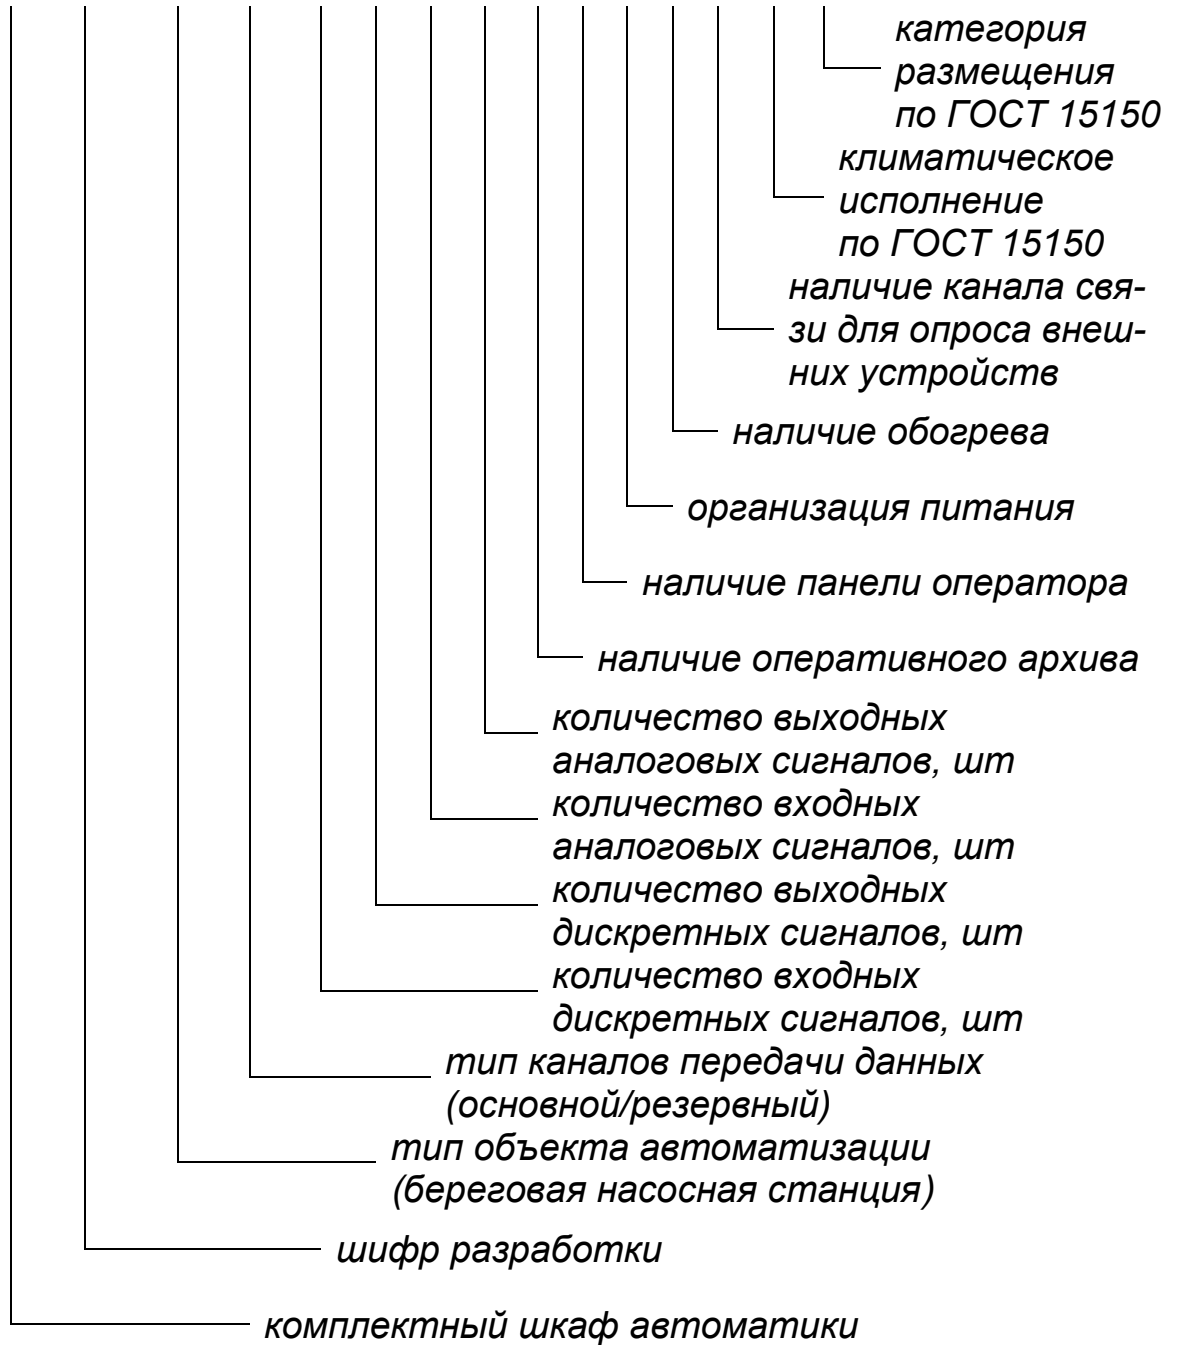 категория
размещения
по ГОСТ 15150
климатическое
исполнение
по ГОСТ 15150
наличие канала свя-
зи для опроса внеш-
них устройств
наличие обогрева
организация питания
наличие панели оператора
наличие оперативного архива
количество выходных
аналоговых сигналов, шт
количество входных
аналоговых сигналов, шт
количество выходных
дискретных сигналов, шт
количество входных
дискретных сигналов, шт
тип каналов передачи данных
(основной/резервный)
тип объекта автоматизации
(береговая насосная станция)
шифр разработки
комплектный шкаф автоматики